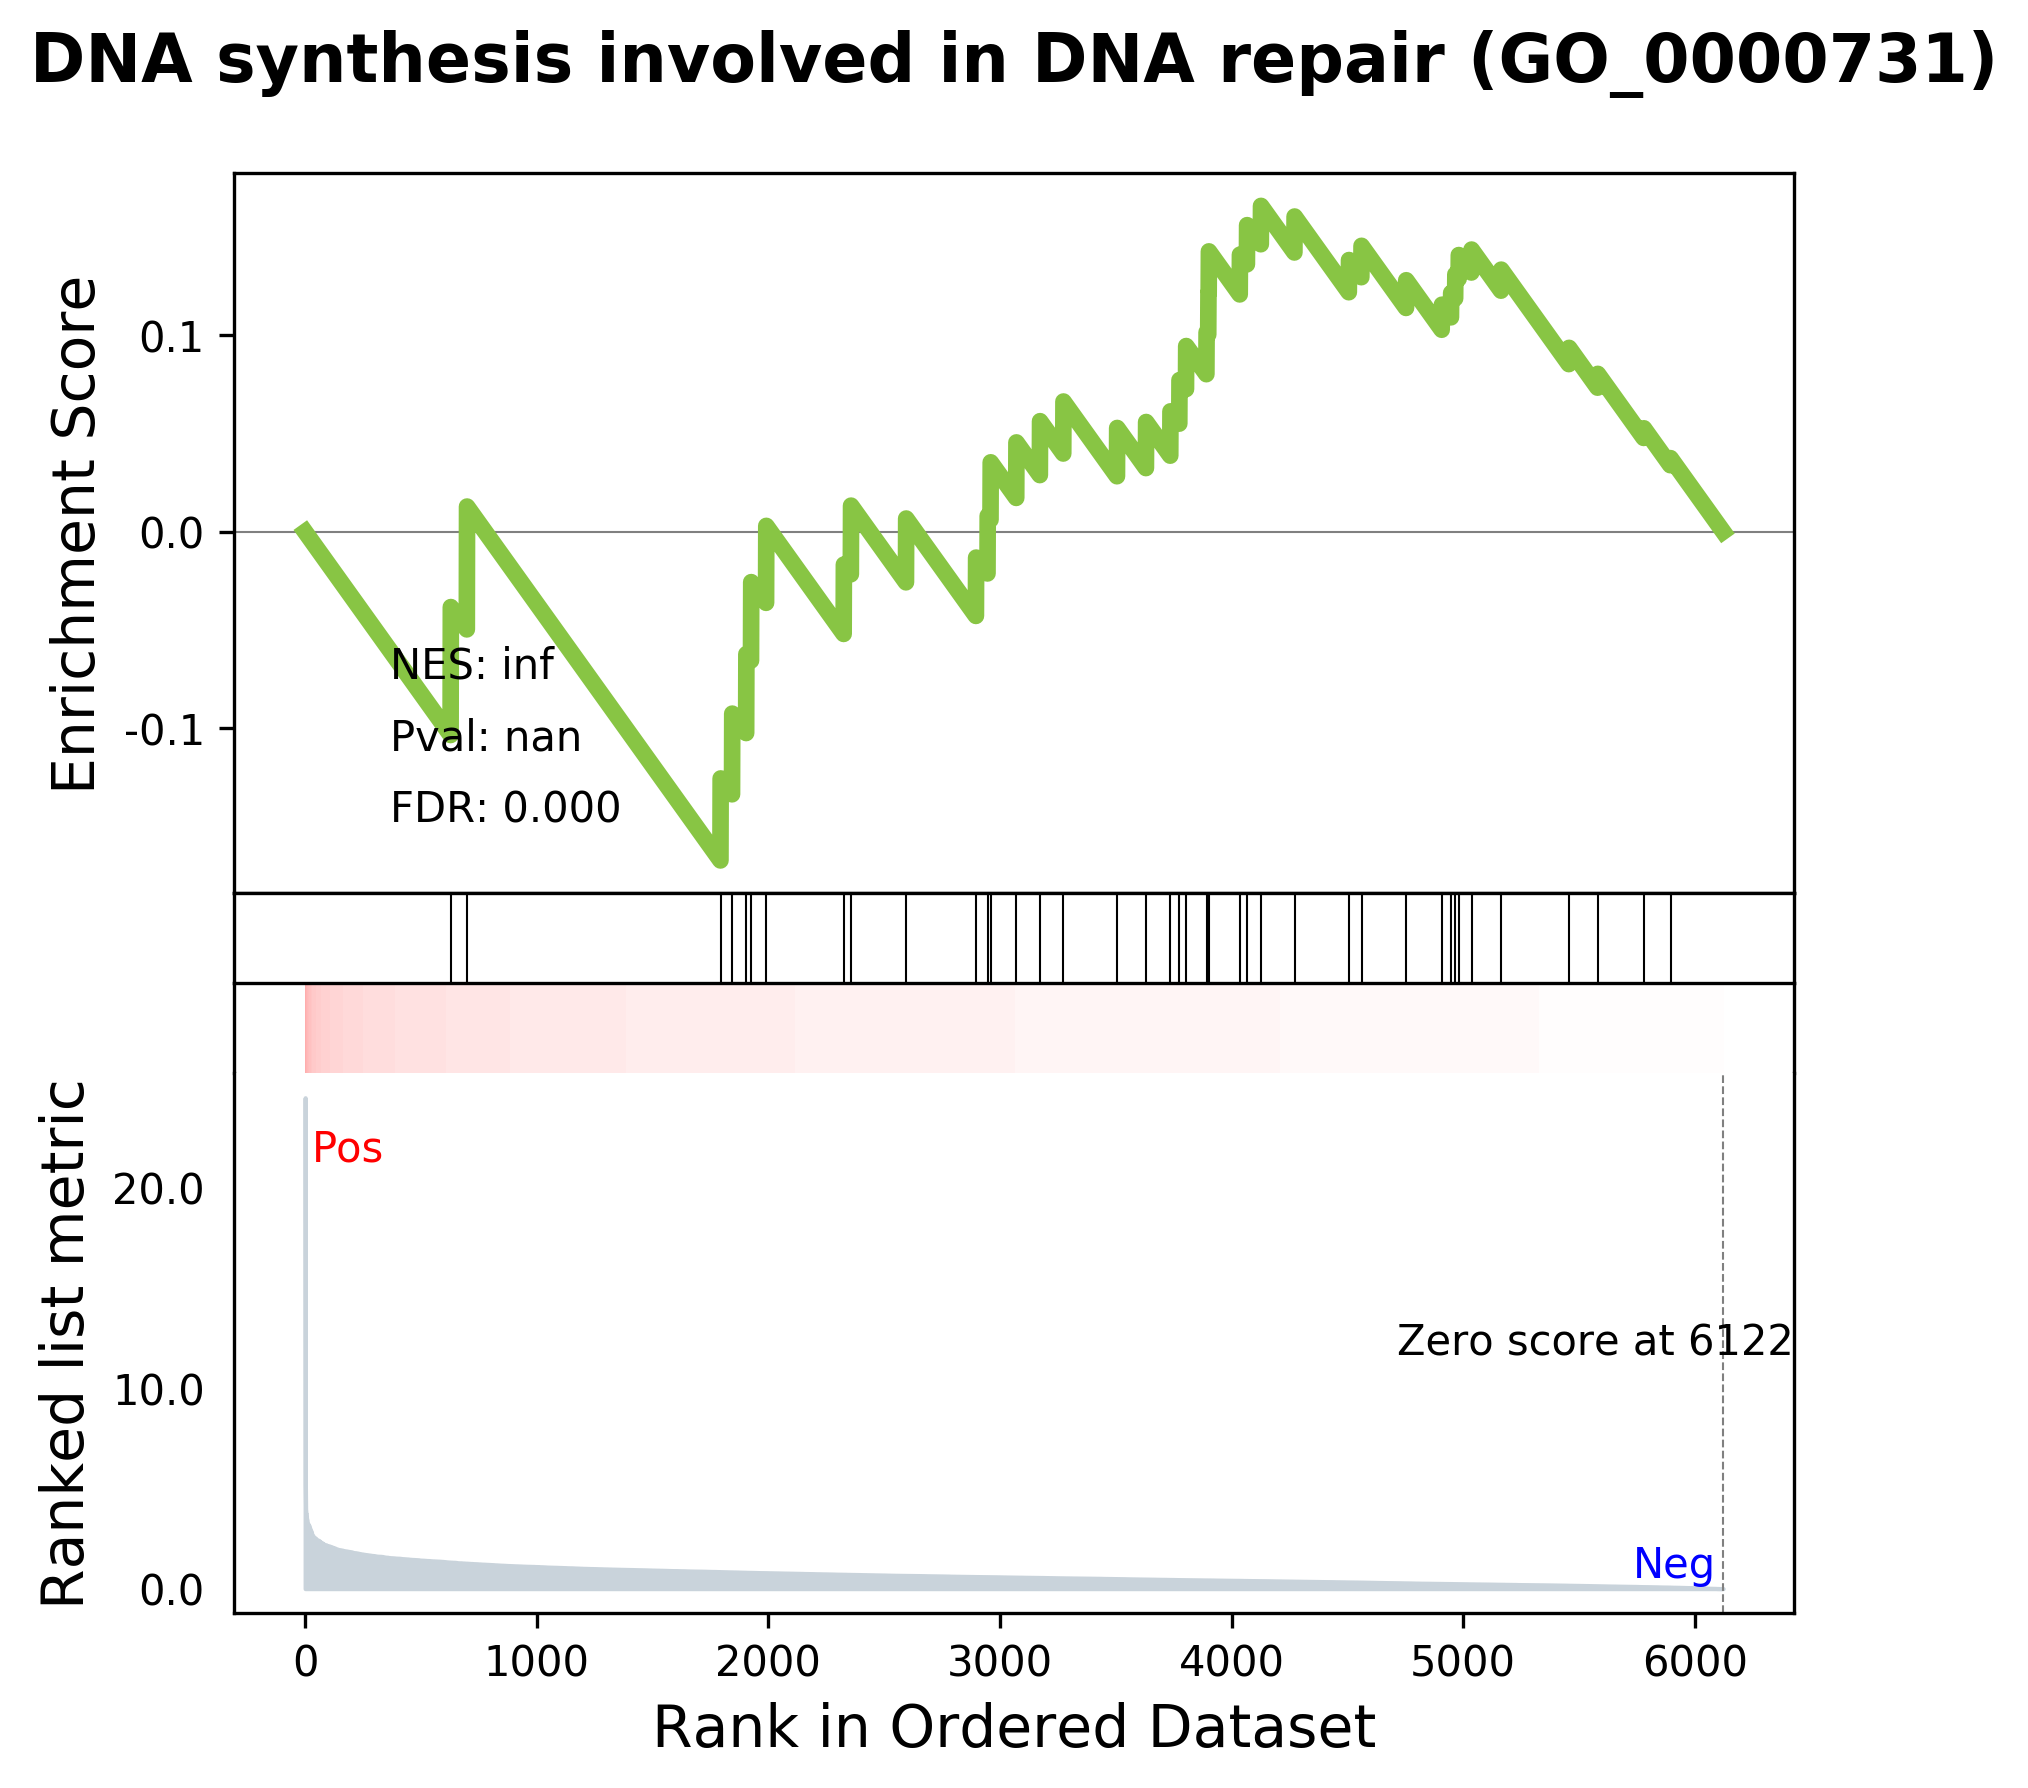 DNA synthesis involved in DNA repair (GO_0000731)
Enrichment Score
0.1
0.0
-0.1
NES: inf
Pval: nan
FDR: 0.000
Ranked list metric
Pos
20.0
Zero score at 6122
10.0
Neg
0.0
0 1000 2000 3000 4000 5000 6000
Rank in Ordered Dataset